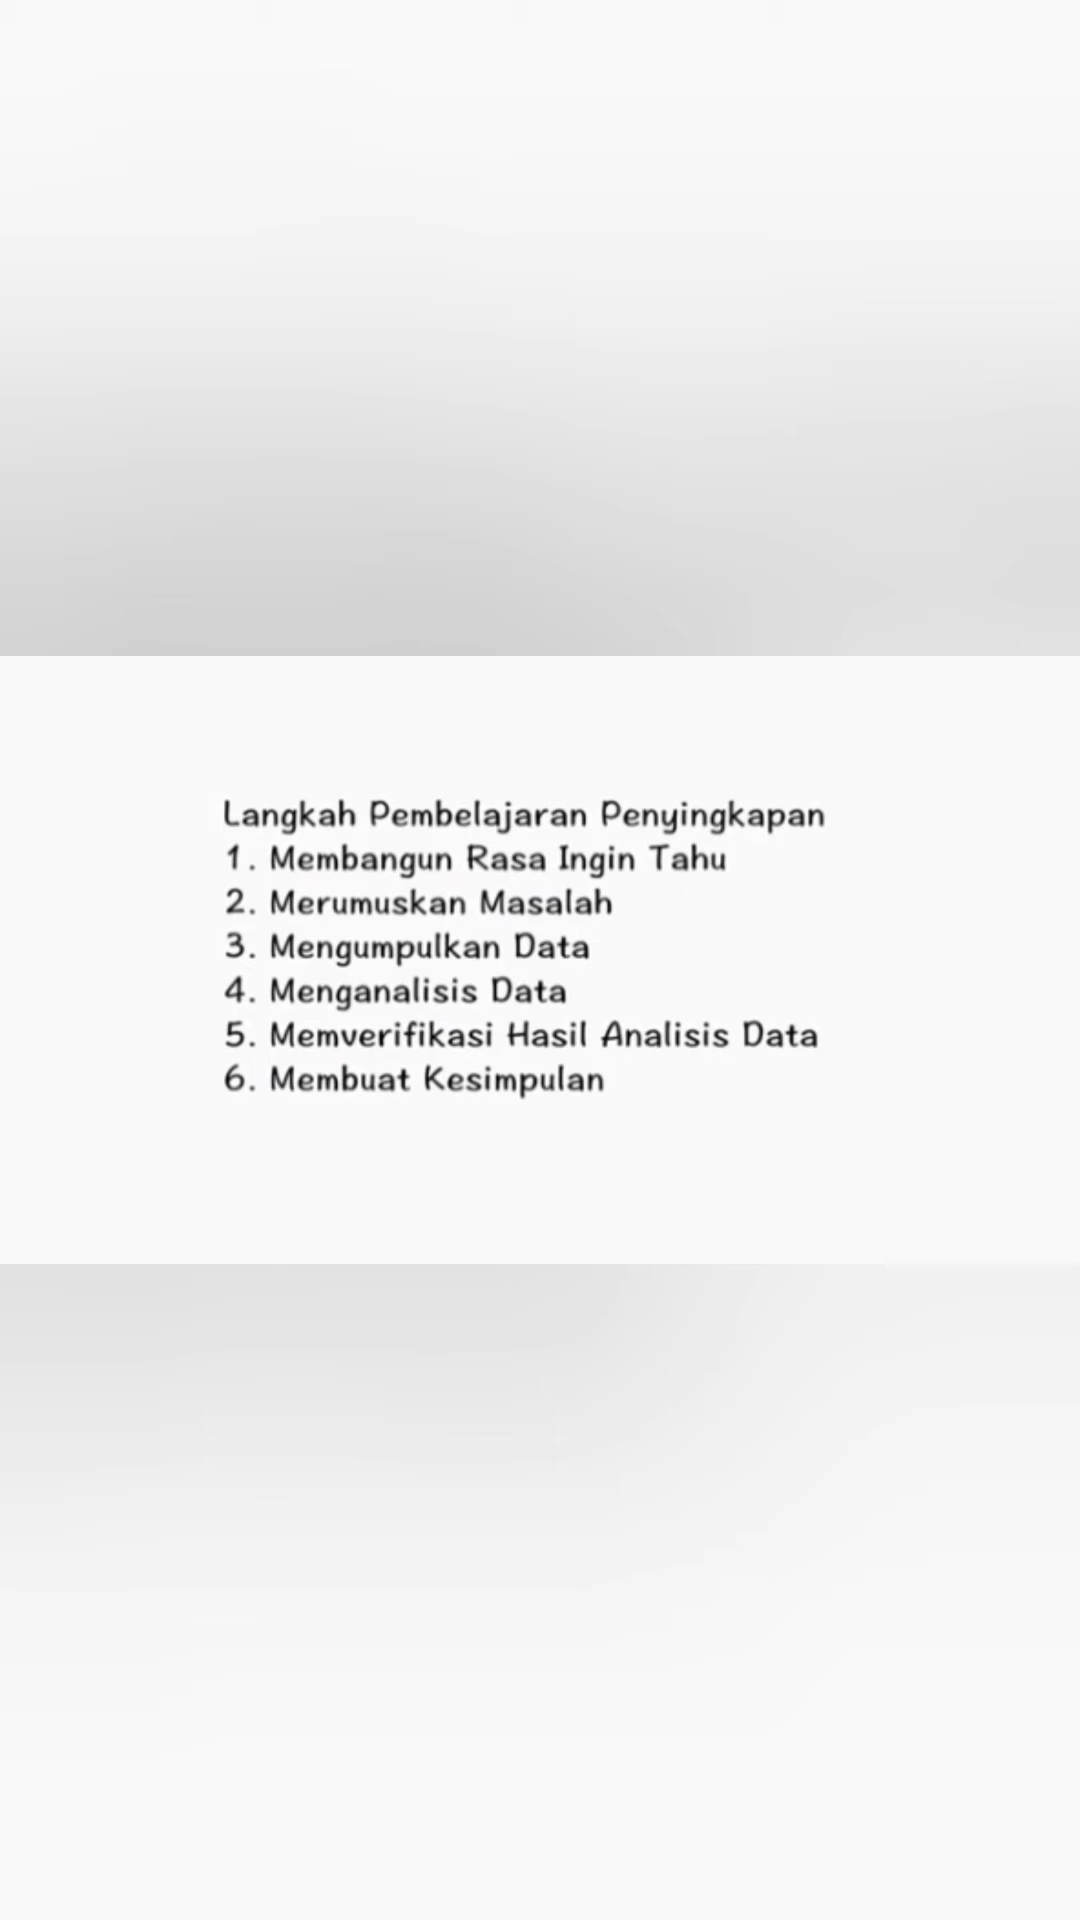 Langkah Pembelajaran Penyingkapan
1. Membangun Rasa Ingin Tahu
2. Merumuskan Masalah
3. Mengumpulkan Data
4. Menganalisis Data
5. Memverifikasi Hasil Analisis Data
6. Membuat Kesimpulan